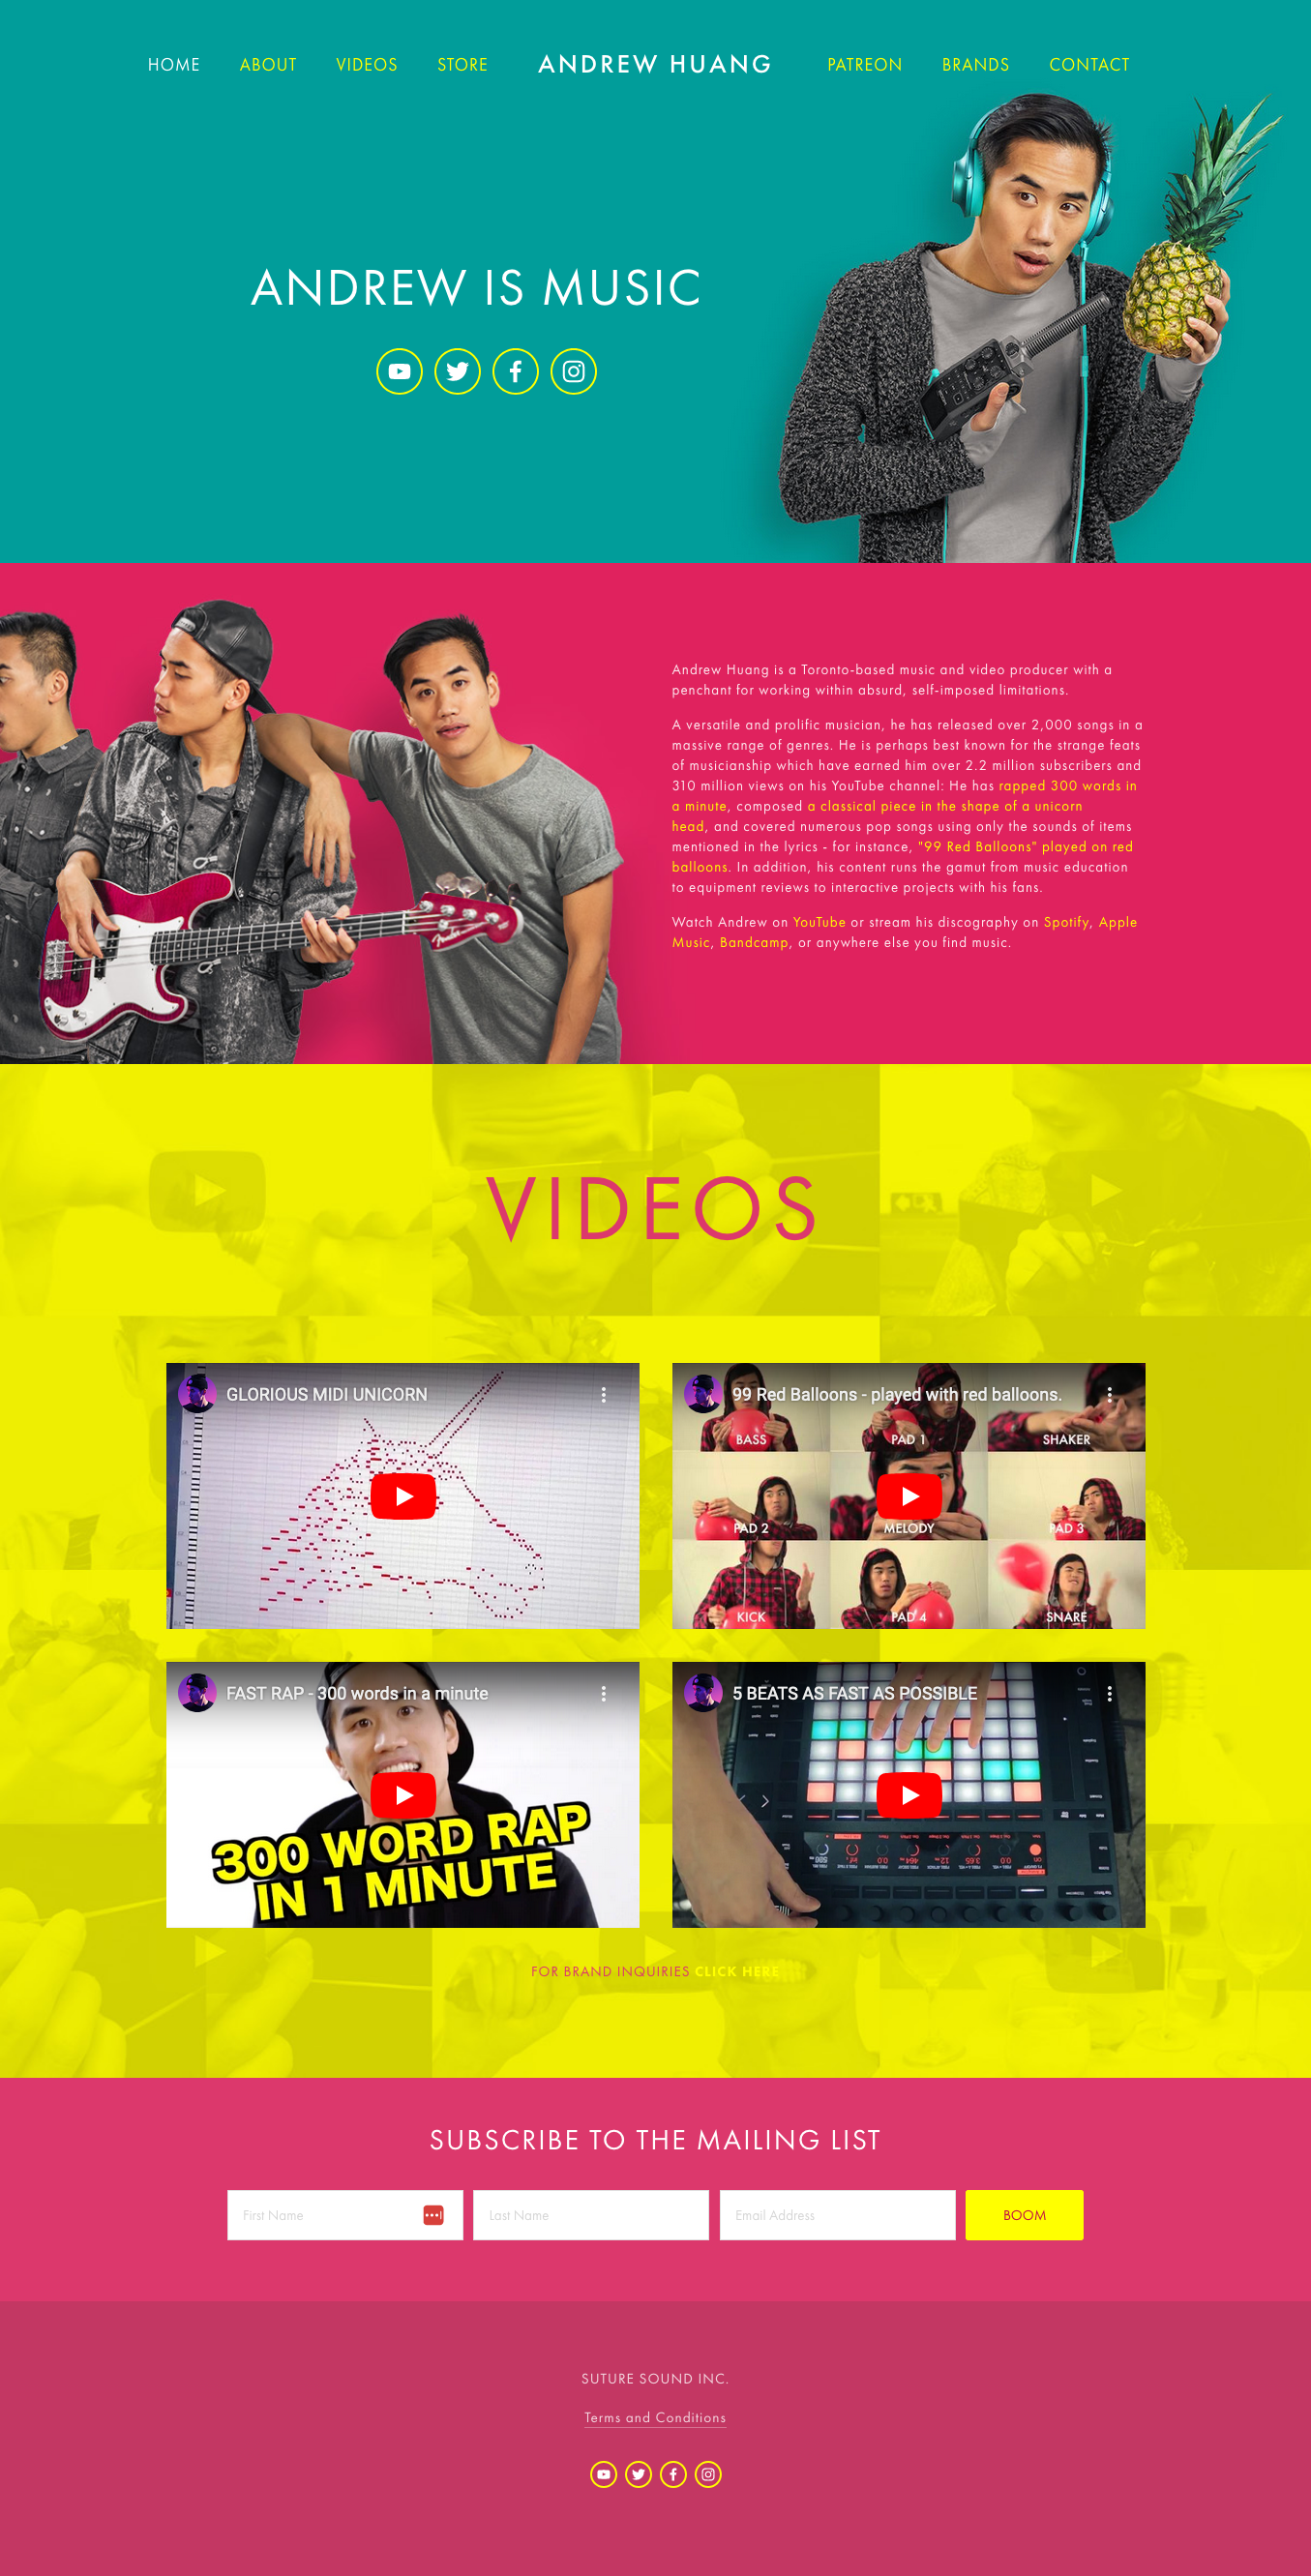 HOME ABOUT VIDEOS STORE ANDREW HUANG PATREON BRANDS CONTACT
ANDREW IS MUSIC
Andrew Huang is a Toronto-based music and video producer with a
penchant for working within absurd, self-imposed limitations.
A versatile and prolific musician, he has released over 2,000 songs in a
massive range of genres. He is perhaps best known for the strange feats
of musicianship which have earned him over 2.2 million subscribers and
310 million views on his YouTube channel: He has rapped 300 words in
a minute, composed a classical piece in the shape of a unicorn
head, and covered numerous pop songs using only the sounds of items
mentioned in the lyrics - for instance, "99 Red Balloons" played on red
balloons. In addition, his content runs the gamut from music education
to equipment reviews to interactive projects with his fans.
Watch Andrew on YouTube or stream his discography on Spotify, Apple
Music, Bandcamp, or anywhere else you find music.
VIDEOS
GLORIOUS MIDI UNICORN
99 Red Balloons - played with red balloons.
BASS PAD 1 SHAKER
PAD 2 MELODY PAD 3
KICK PAD 4 SNARE
FAST RAP - 300 words in a minute
300 WORD RAP
IN 1 MINUTE
5 BEATS AS FAST AS POSSIBLE
FOR BRAND INQUIRIES CLICK HERE
SUBSCRIBE TO THE MAILING LIST
First Name Last Name Email Address BOOM
SUTURE SOUND INC.
Terms and Conditions